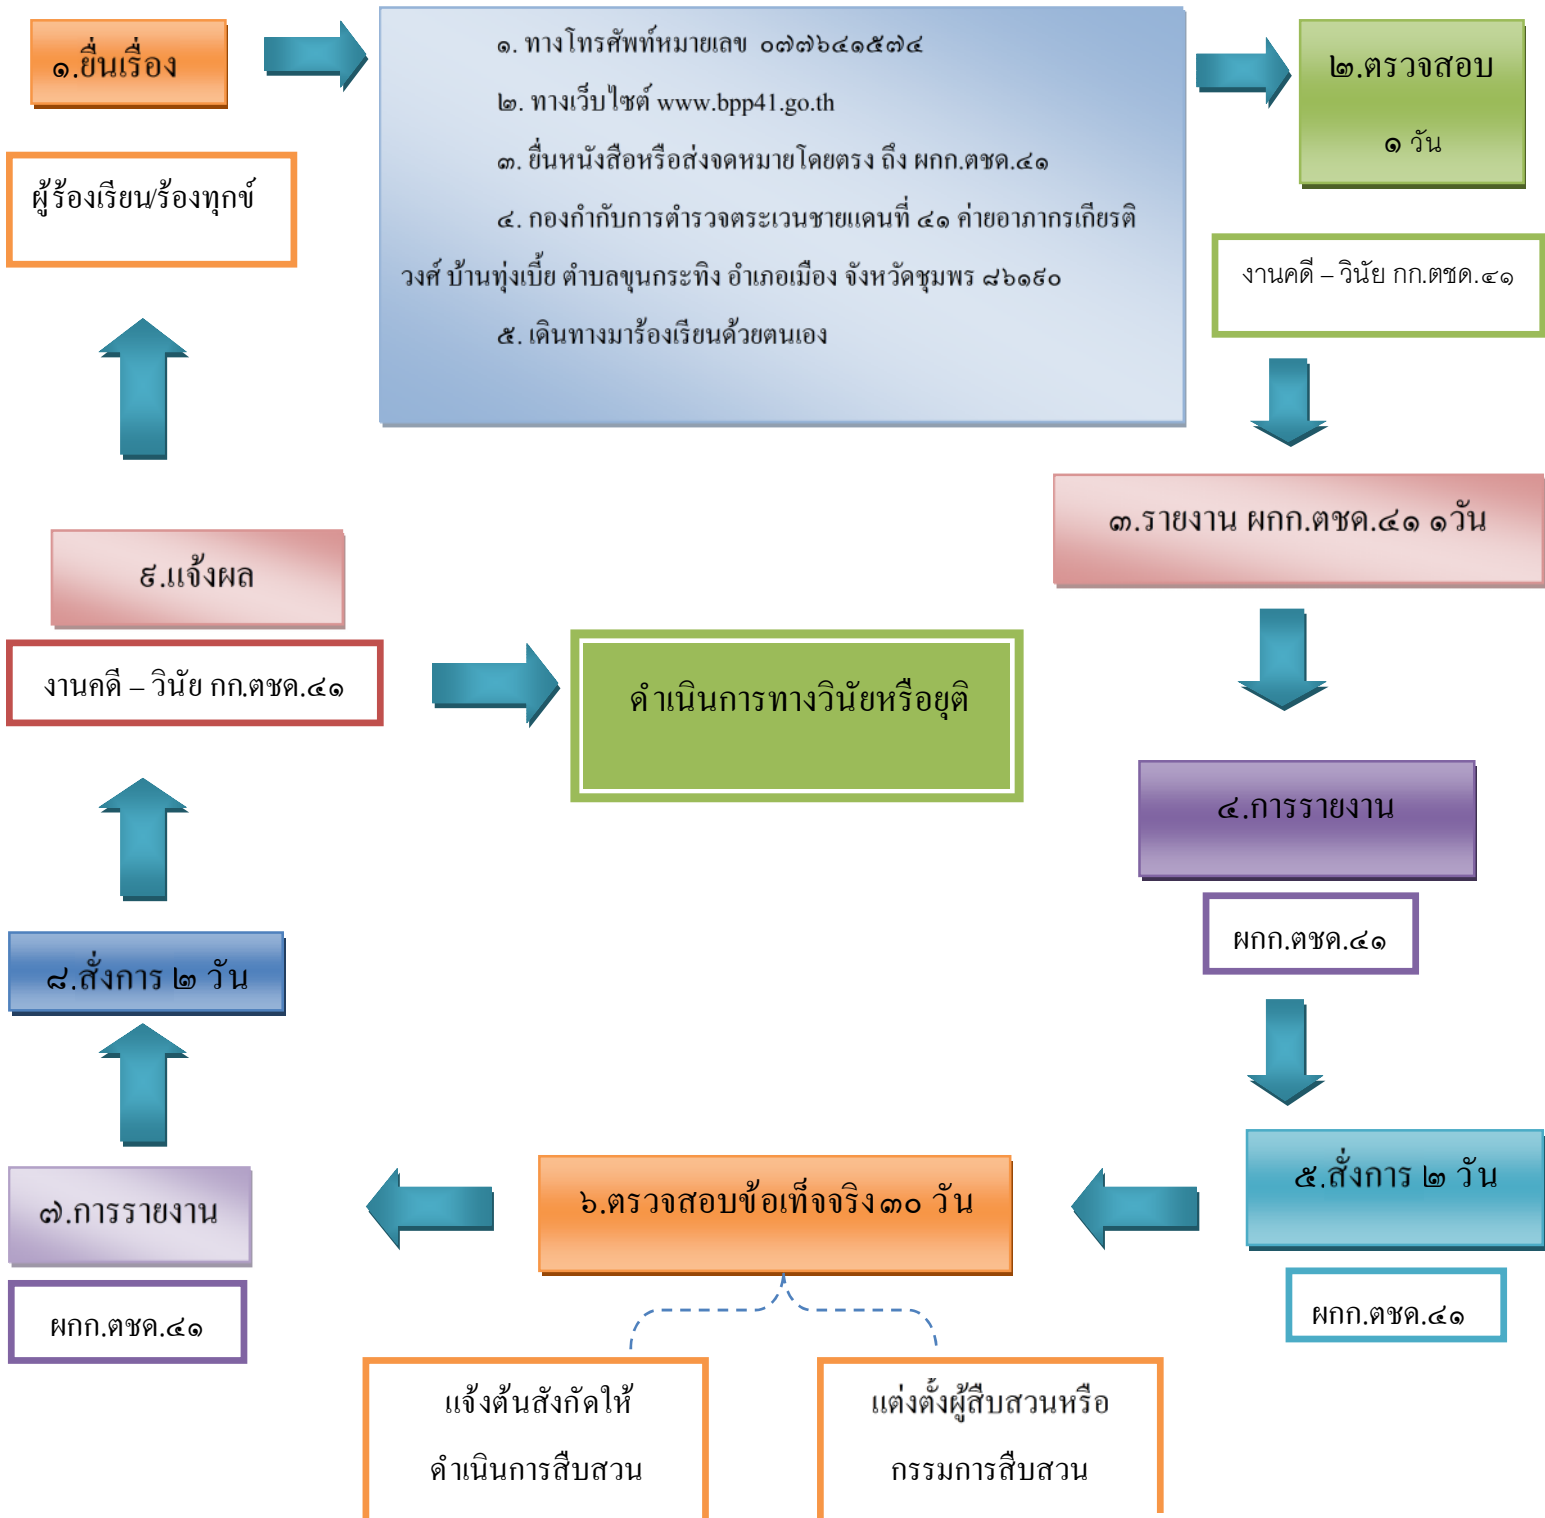 ๑.ยื่นเรื่อง
ผู้ร้องเรียน/ร้องทุกข์
๑. ทางโทรศัพท์หมายเลข ๐๗๗๖๔๑๕๗๔
๒. ทางเว็บไซต์ www.bpp41.go.th
๓. ยื่นหนังสือหรือส่งจดหมายโดยตรง ถึง ผกก.ตชด.๔๑
๔. กองกำกับการตำรวจตระเวนชายแดนที่ ๔๑ ค่ายอาภากรเกียรติ
วงศ์ บ้านทุ่งเบี้ย ตำบลขุนกระทิง อำเภอเมือง จังหวัดชุมพร ๘๖๑๙๐
๕. เดินทางมาร้องเรียนด้วยตนเอง
๒.ตรวจสอบ
๑ วัน
งานคดี – วินัย กก.ตชด.๔๑
๓.รายงาน ผกก.ตชด.๔๑ ๑วัน
๔.การรายงาน
ผกก.ตชด.๔๑
๕.สั่งการ ๒ วัน
ผกก.ตชด.๔๑
๖.ตรวจสอบข้อเท็จจริง ๓๐ วัน
แจ้งต้นสังกัดให้
ดำเนินการสืบสวน
แต่งตั้งผู้สืบสวนหรือ
กรรมการสืบสวน
๗.การรายงาน
ผกก.ตชด.๔๑
๘.สั่งการ ๒ วัน
๙.แจ้งผล
งานคดี – วินัย กก.ตชด.๔๑
ดำเนินการทางวินัยหรือยุติ